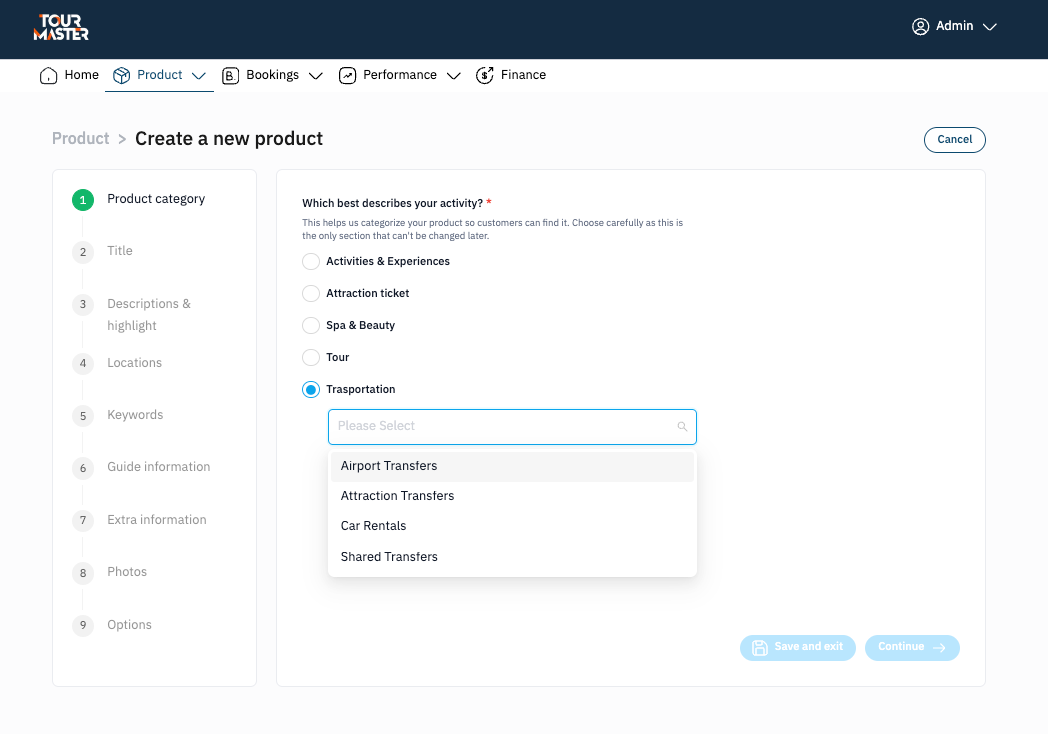 TOUR
MASTER
Admin
Home
Product
B.
Bookings
Performance
$
Finance
Product > Create a new product
Cancel
1 Product category
2 Title
3 Descriptions &
highlight
4 Locations
5 Keywords
6 Guide information
7 Extra information
8 Photos
9 Options
Which best describes your activity? *
This helps us categorize your product so customers can find it. Choose carefully as this is
the only section that can't be changed later.
Activities & Experiences
Attraction ticket
Spa & Beauty
Tour
Trasportation
Please Select
Airport Transfers
Attraction Transfers
Car Rentals
Shared Transfers
Save and exit
Continue